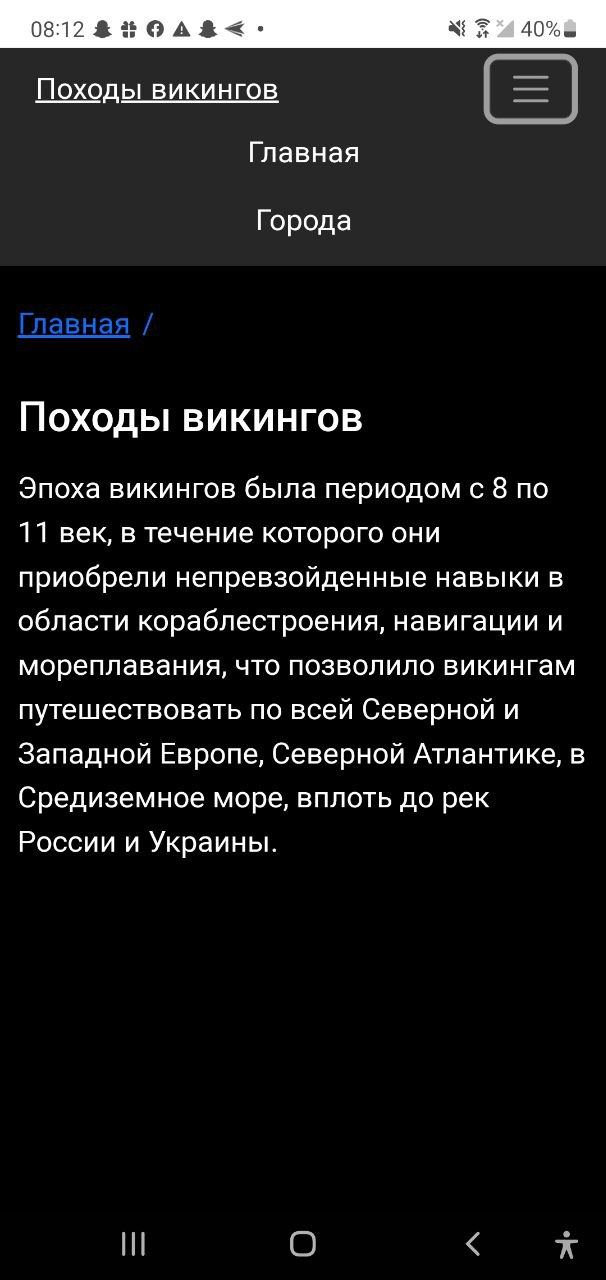 08:12
40%
Походы викингов
Главная
Города
Главная /
Походы викингов
Эпоха викингов была периодом с 8 по
11 век, в течение которого они
приобрели непревзойденные навыки в
области кораблестроения, навигации и
мореплавания, что позволило викингам
путешествовать по всей Северной и
Западной Европе, Северной Атлантике, в
Средиземное море, вплоть до рек
России и Украины.